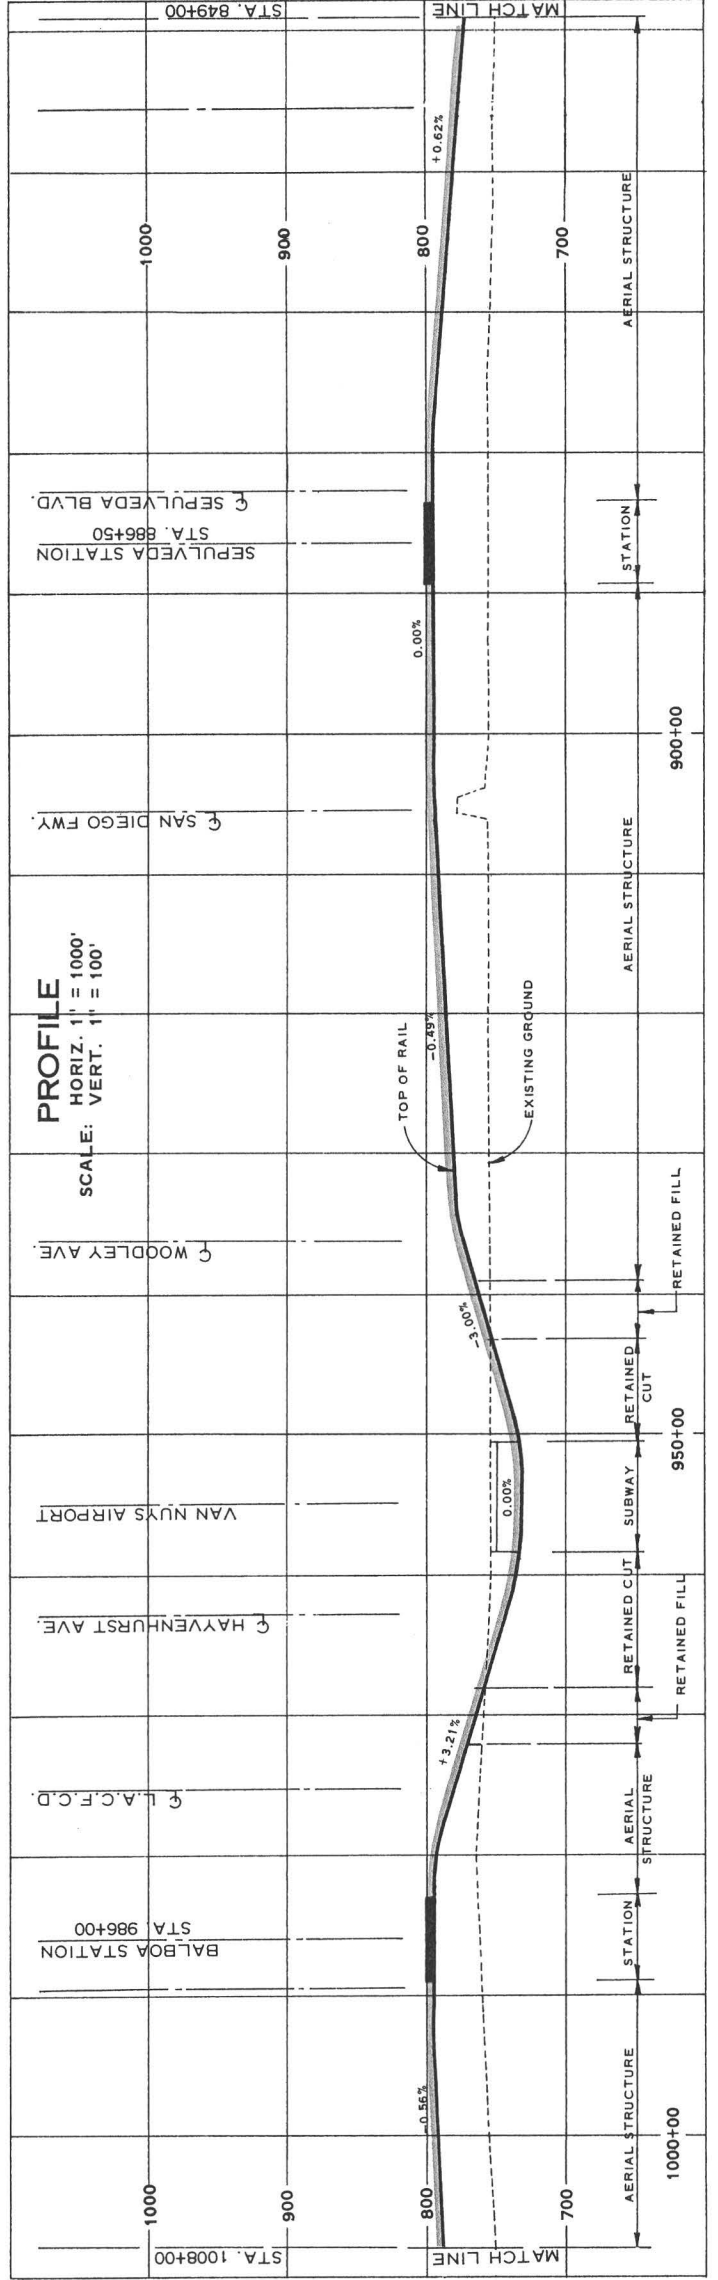 PROFILE
SCALE: HORIZ. 1" = 1000'
VERT. 1" = 100'
STA. 1008+00
MATCH LINE
BALBOA STATION
STA. 986+00
℄ L.A.C.F.C.D.
℄ HAYVENHURST AVE.
VAN NUYS AIRPORT
℄ WOODLEY AVE.
℄ SAN DIEGO FWY.
SEPULVEDA STATION
STA. 886+50
℄ SEPULVEDA BLVD.
STA. 849+00
MATCH LINE
1000
900
800
700
1000
900
800
700
-0.56%
+3.21%
0.00%
-3.00%
-0.49%
0.00%
+0.62%
TOP OF RAIL
EXISTING GROUND
AERIAL STRUCTURE
STATION
AERIAL
STRUCTURE
RETAINED FILL
RETAINED CUT
SUBWAY
RETAINED
CUT
RETAINED FILL
AERIAL STRUCTURE
STATION
AERIAL STRUCTURE
1000+00
950+00
900+00